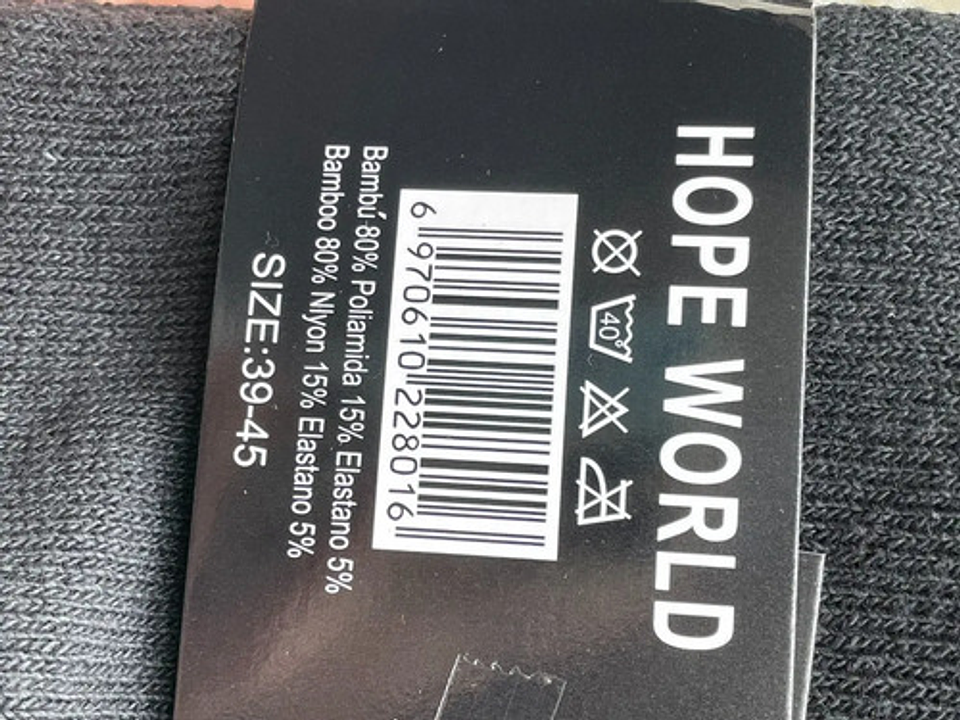 HOPE WORLD
40°
6 970610 228016
Bambú 80% Poliamida 15% Elastano 5%
Bamboo 80% Nlyon 15% Elastano 5%
SIZE:39-45